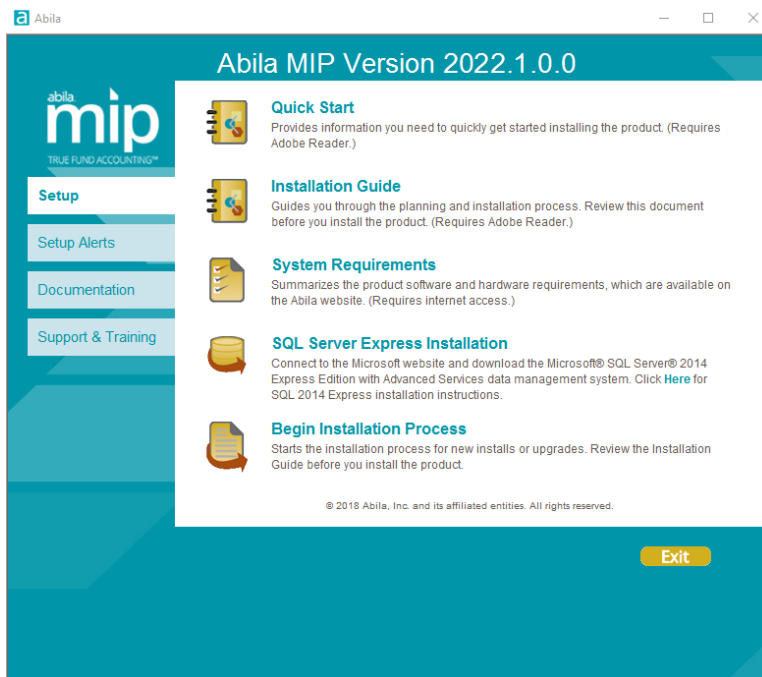 Abila
Abila MIP Version 2022.1.0.0
abila
mip
TRUE FUND ACCOUNTING™
Setup
Setup Alerts
Documentation
Support & Training
Quick Start
Provides information you need to quickly get started installing the product. (Requires
Adobe Reader.)
Installation Guide
Guides you through the planning and installation process. Review this document
before you install the product. (Requires Adobe Reader.)
System Requirements
Summarizes the product software and hardware requirements, which are available on
the Abila website. (Requires internet access.)
SQL Server Express Installation
Connect to the Microsoft website and download the Microsoft® SQL Server® 2014
Express Edition with Advanced Services data management system. Click Here for
SQL 2014 Express installation instructions.
Begin Installation Process
Starts the installation process for new installs or upgrades. Review the Installation
Guide before you install the product.
© 2018 Abila, Inc. and its affiliated entities. All rights reserved.
Exit